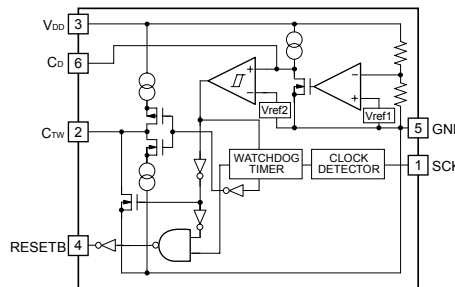 VDD 3
CD 6
CTW 2
RESETB 4
Vref2
Vref1
5 GND
WATCHDOG
TIMER
CLOCK
DETECTOR
1 SCK
+
−
−
+